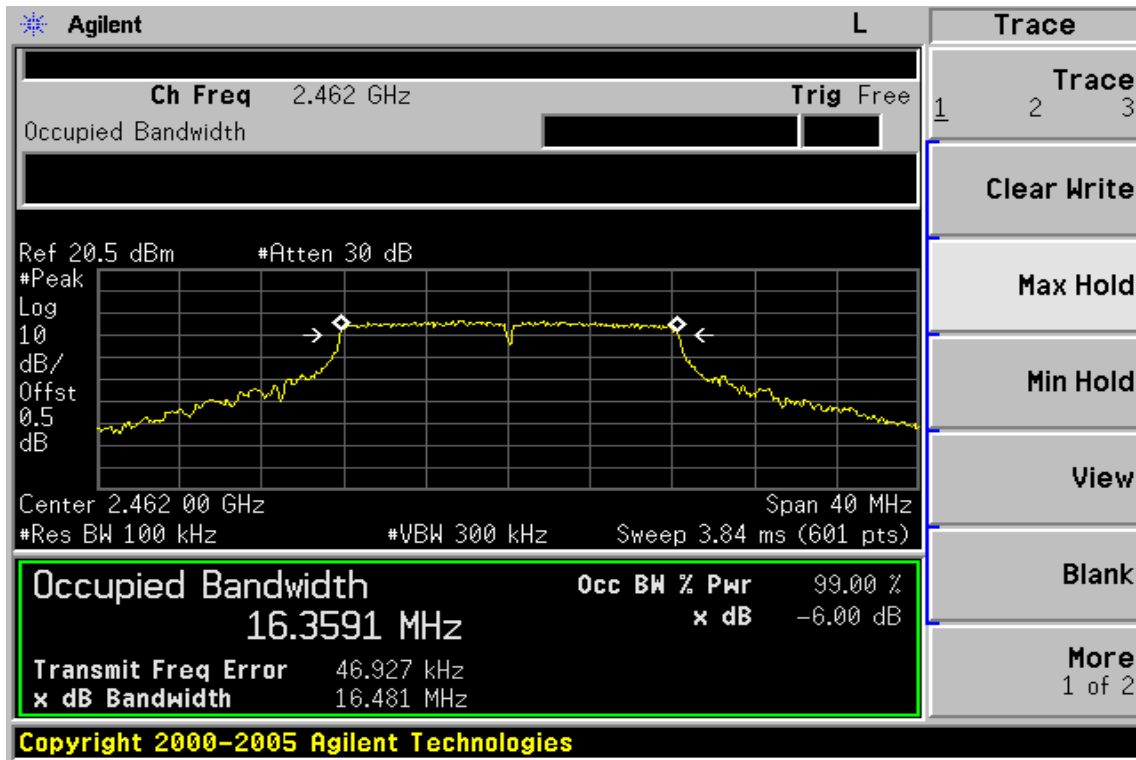 Agilent L Trace
Ch Freq 2.462 GHz Trig Free
Occupied Bandwidth
Trace
1 2 3
Clear Write
Max Hold
Min Hold
View
Blank
More
1 of 2
Ref 20.5 dBm #Atten 30 dB
#Peak
Log
10
dB/
Offst
0.5
dB
Center 2.462 00 GHz Span 40 MHz
#Res BW 100 kHz #VBW 300 kHz Sweep 3.84 ms (601 pts)
Occupied Bandwidth Occ BW % Pwr 99.00 %
16.3591 MHz x dB -6.00 dB
Transmit Freq Error 46.927 kHz
x dB Bandwidth 16.481 MHz
Copyright 2000-2005 Agilent Technologies